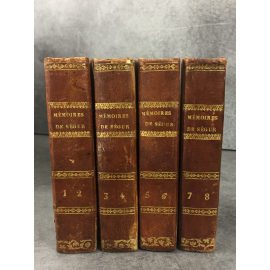 MÉMOIRES
DE SÉGUR
1 2
MÉMOIRES
DE SÉGUR
3 4
MÉMOIRES
DE SÉGUR
5 6
MÉMOIRES
DE SÉGUR
7 8